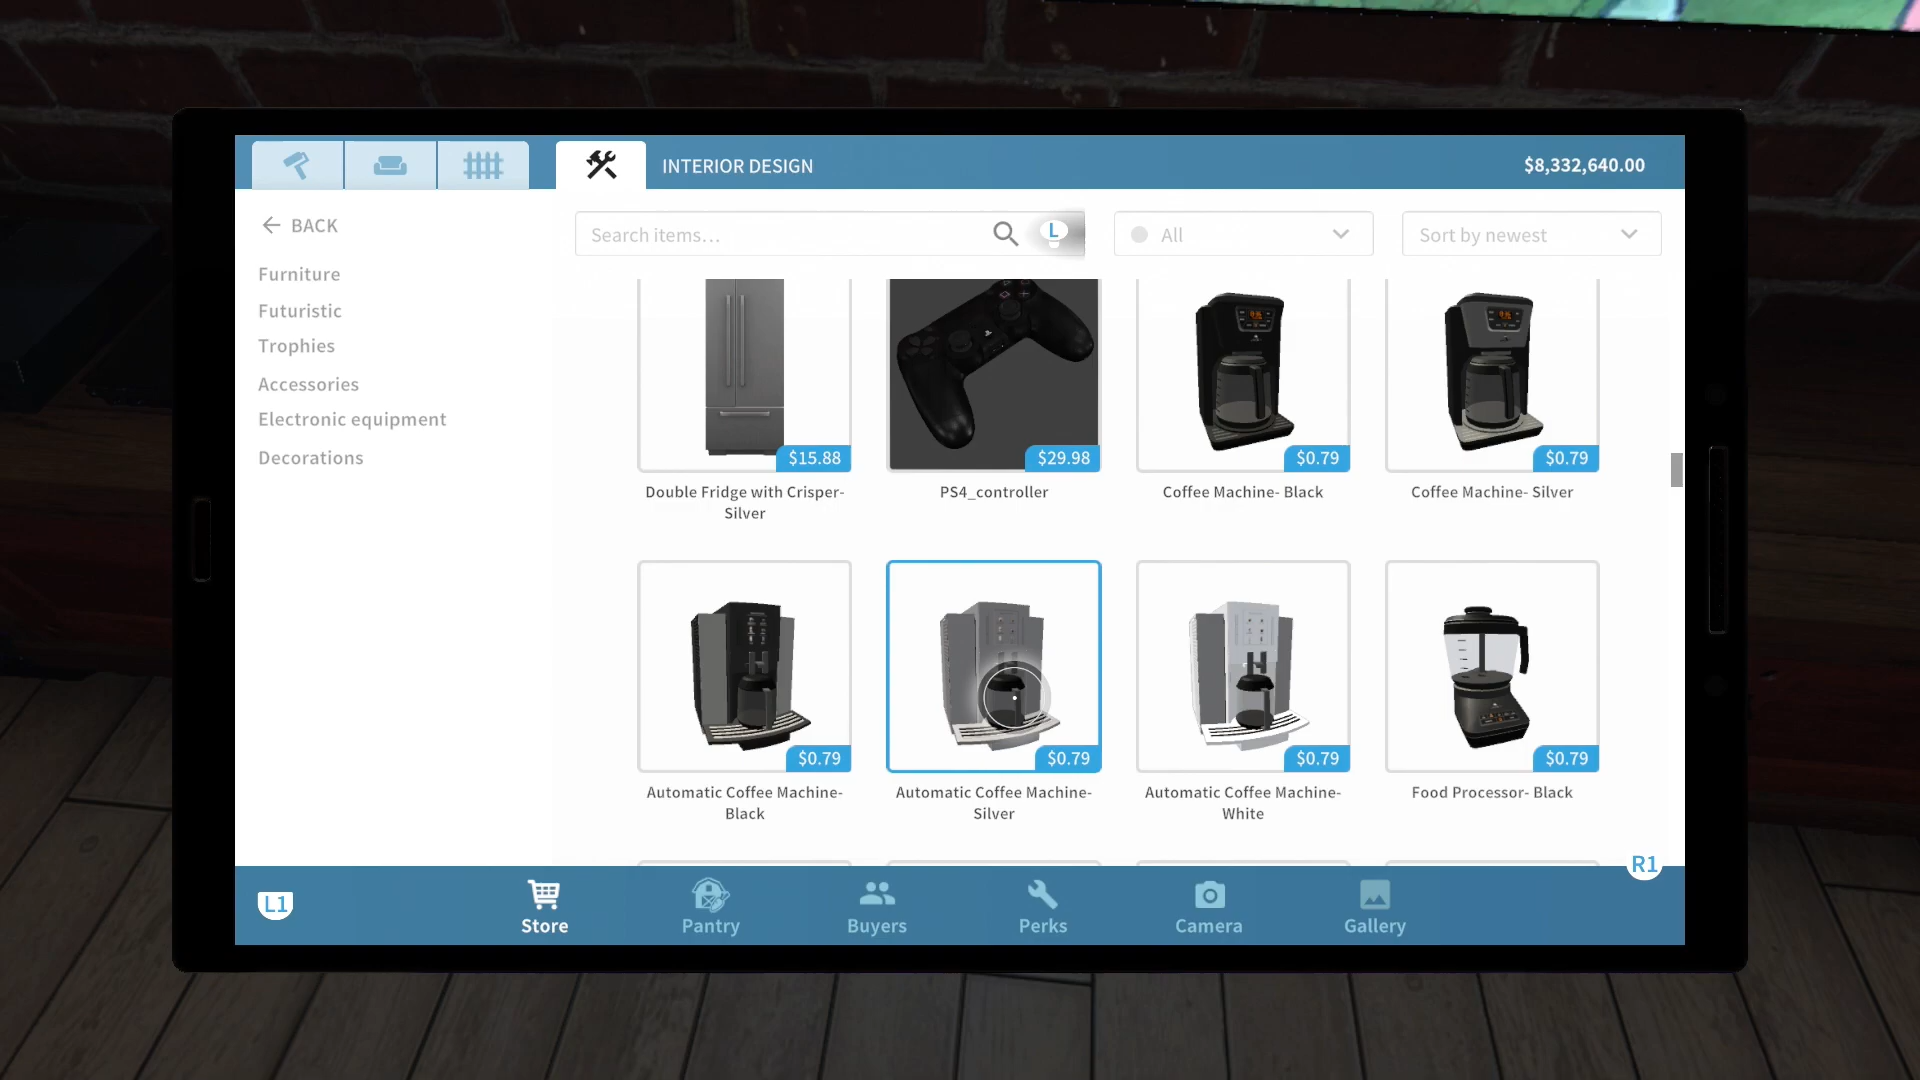 INTERIOR DESIGN
$8,332,640.00
BACK
Search items...
L
All
Sort by newest
Furniture
Futuristic
Trophies
Accessories
Electronic equipment
Decorations
$15.88
$29.98
$0.79
$0.79
Double Fridge with Crisper-
Silver
PS4_controller
Coffee Machine- Black
Coffee Machine- Silver
$0.79
$0.79
$0.79
$0.79
Automatic Coffee Machine-
Black
Automatic Coffee Machine-
Silver
Automatic Coffee Machine-
White
Food Processor- Black
R1
L1
Store
Pantry
Buyers
Perks
Camera
Gallery